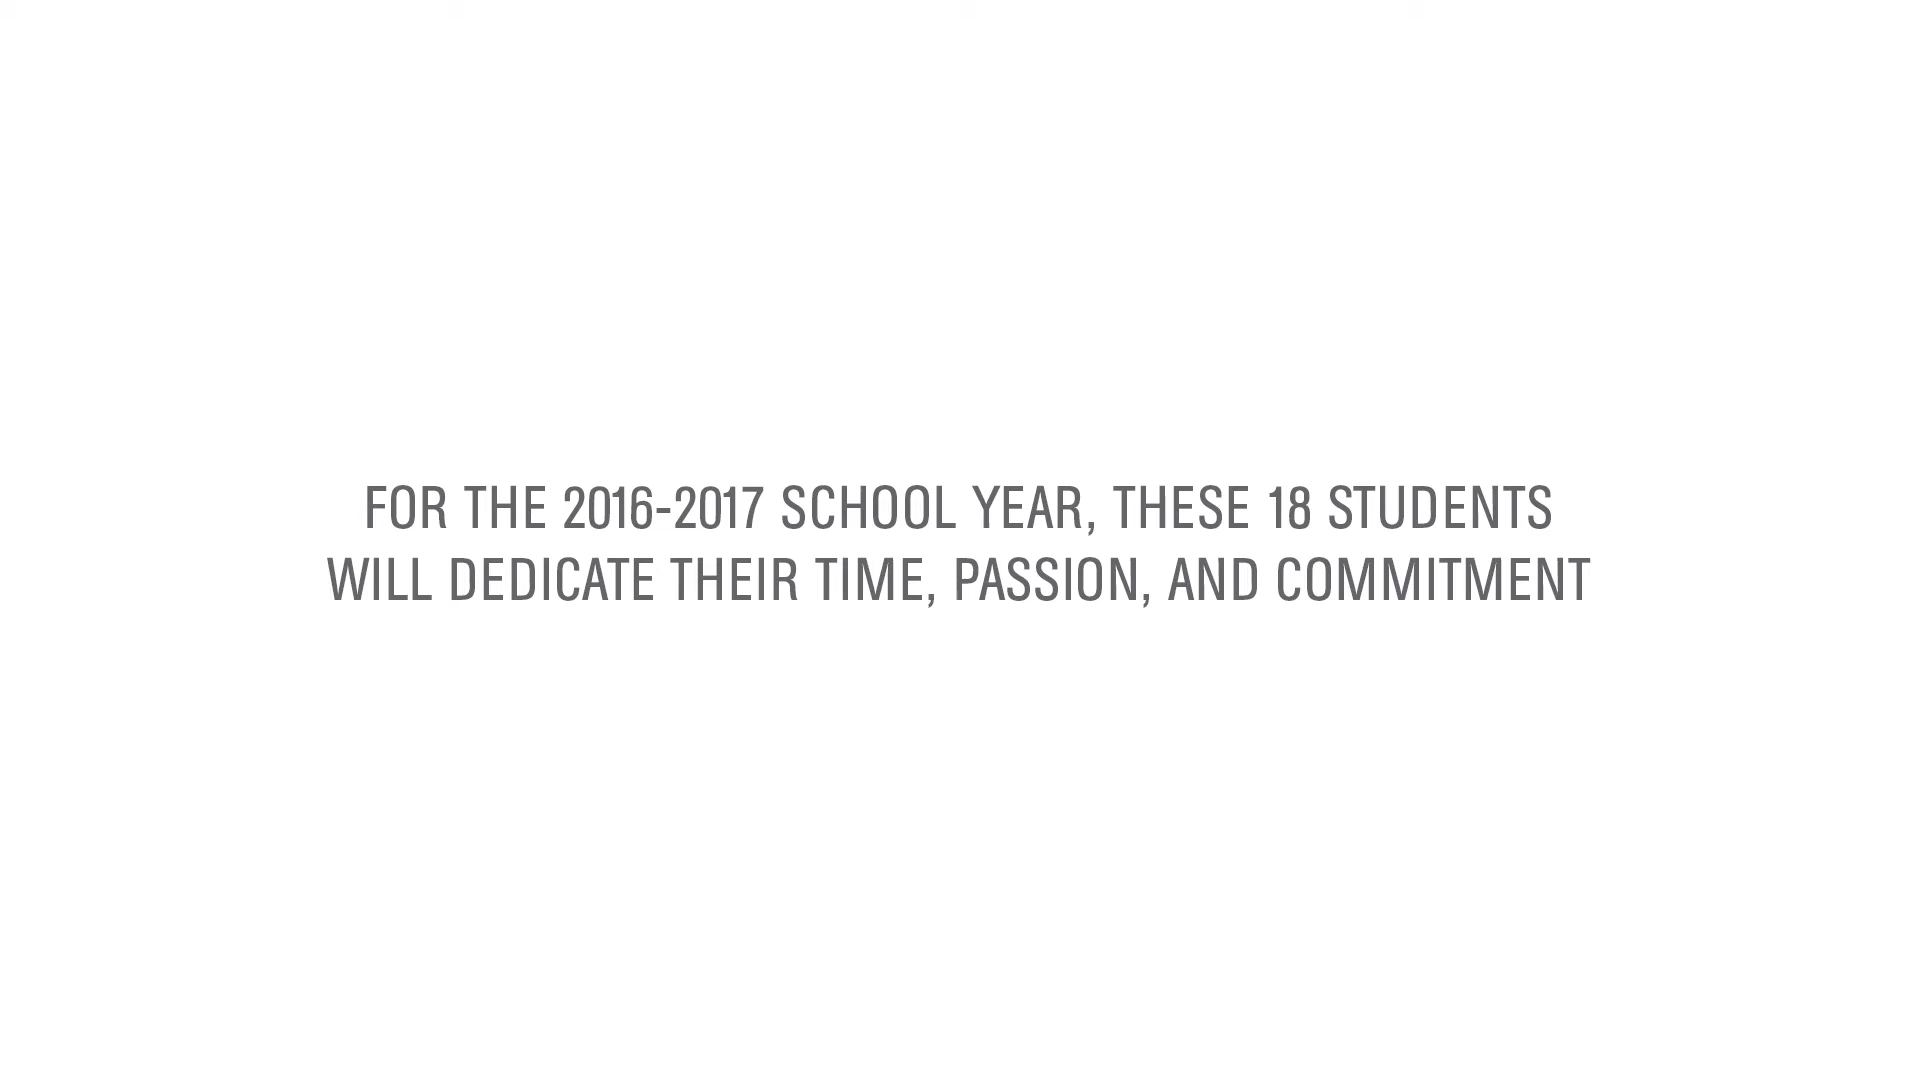 FOR THE 2016-2017 SCHOOL YEAR, THESE 18 STUDENTS
WILL DEDICATE THEIR TIME, PASSION, AND COMMITMENT